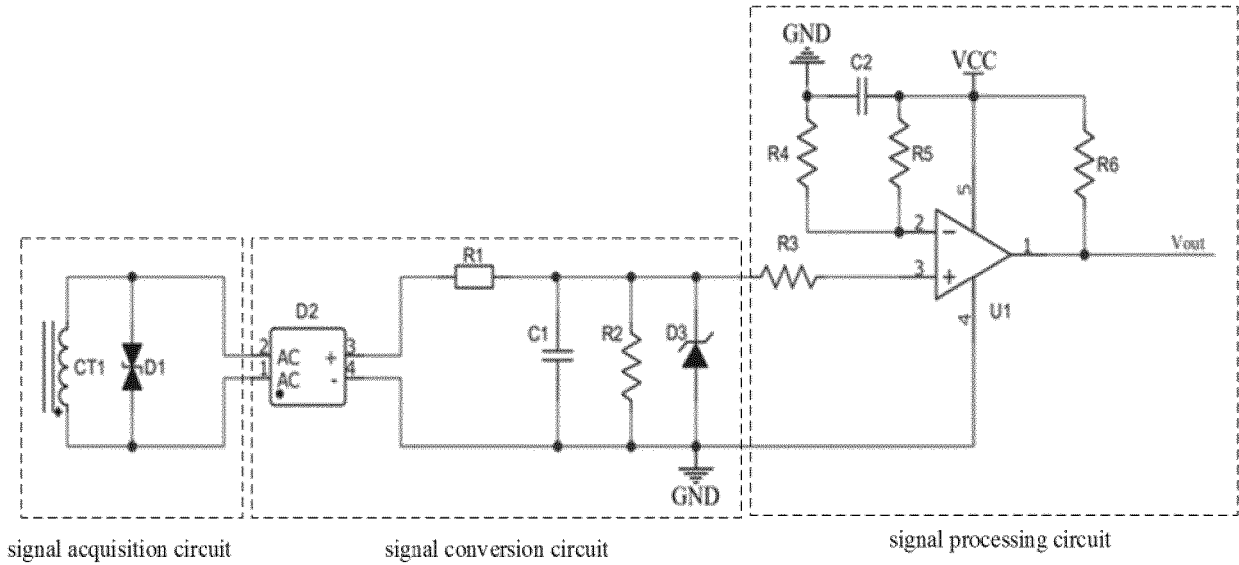 GND
C2
VCC
R4
R5
R6
5
2
-
1
Vout
R3
3
+
U1
4
R1
D2
2
AC
+
3
1
AC
-
4
CT1
D1
C1
R2
D3
GND
signal acquisition circuit
signal conversion circuit
signal processing circuit